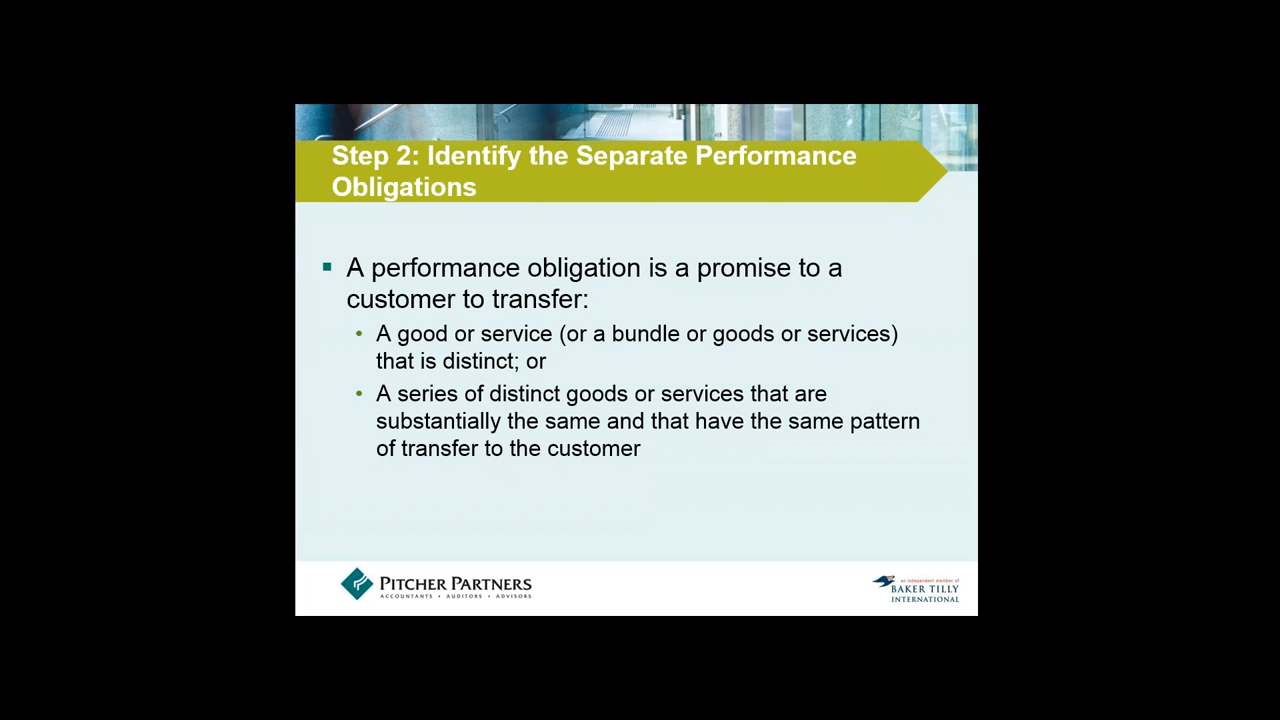 Step 2: Identify the Separate Performance
Obligations
▪ A performance obligation is a promise to a
customer to transfer:
• A good or service (or a bundle or goods or services)
that is distinct; or
• A series of distinct goods or services that are
substantially the same and that have the same pattern
of transfer to the customer
PITCHER PARTNERS
ACCOUNTANTS • AUDITORS • ADVISORS
an independent member of
BAKER TILLY
INTERNATIONAL